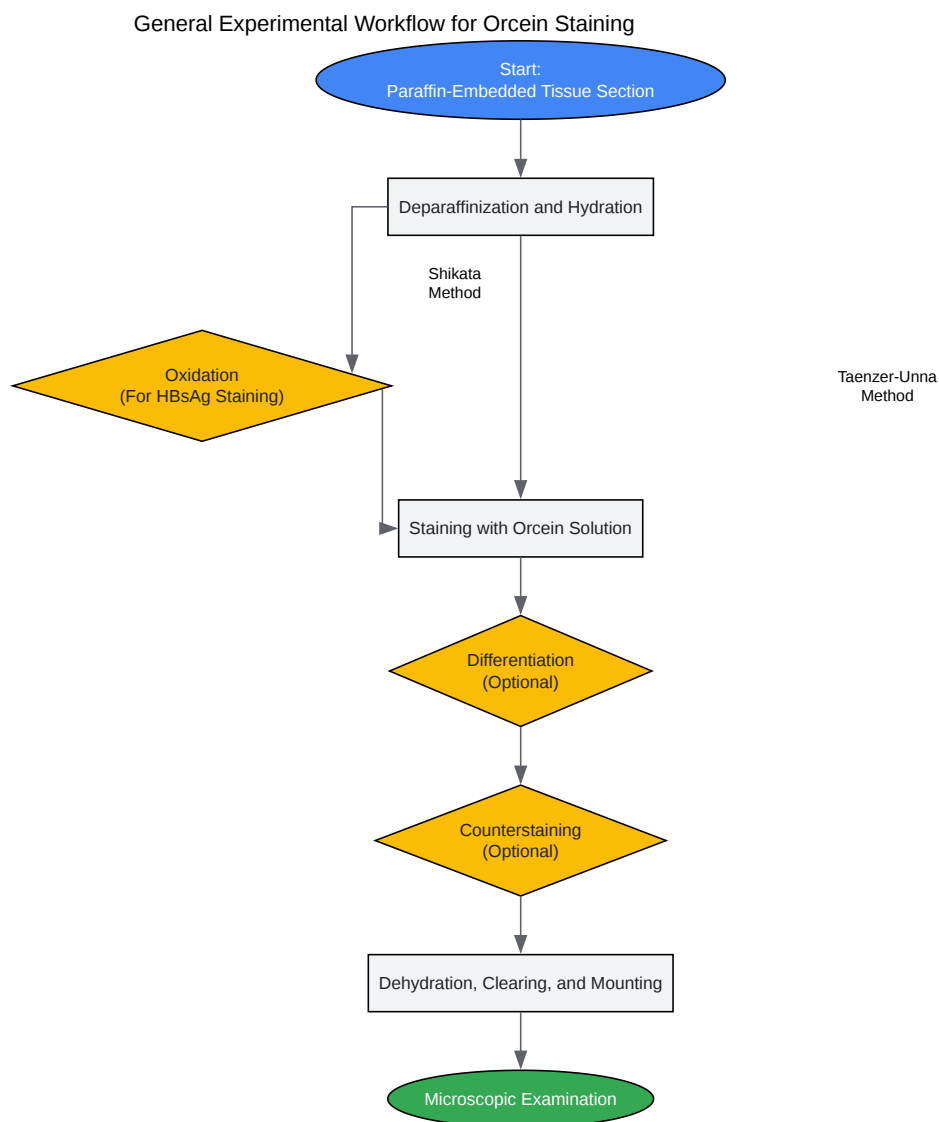 General Experimental Workflow for Orcein Staining
Start:
Paraffin-Embedded Tissue Section
Deparaffinization and Hydration
Shikata
Method
Oxidation
(For HBsAg Staining)
Taenzer-Unna
Method
Staining with Orcein Solution
Differentiation
(Optional)
Counterstaining
(Optional)
Dehydration, Clearing, and Mounting
Microscopic Examination